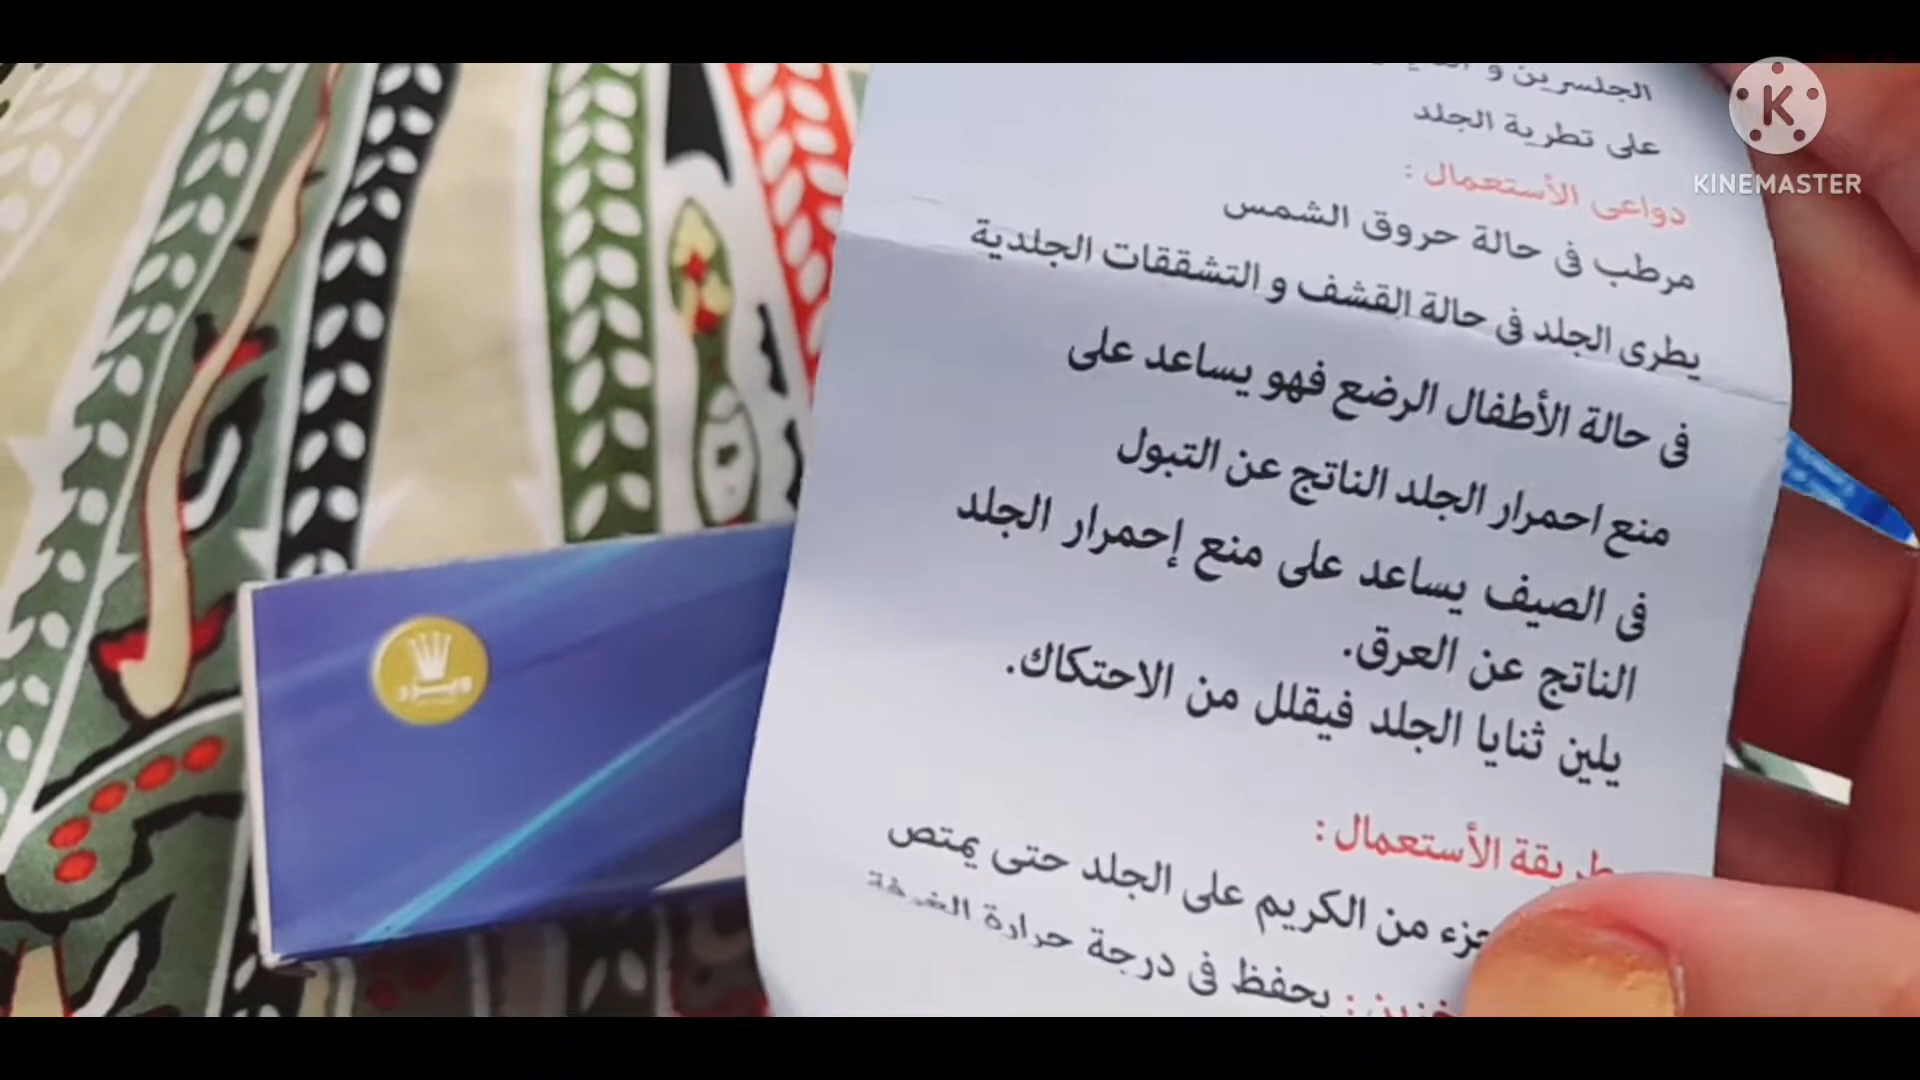 الجلسرين و
على تطرية الجلد
دواعى الأستعمال :
مرطب فى حالة حروق الشمس
يطرى الجلد فى حالة القشف و التشققات الجلدية
فى حالة الأطفال الرضع فهو يساعد على
منع احمرار الجلد الناتج عن التبول
فى الصيف يساعد على منع إحمرار الجلد
الناتج عن العرق.
يلين ثنايا الجلد فيقلل من الاحتكاك.
طريقة الأستعمال :
جزء من الكريم على الجلد حتى يمتص
يحفظ فى درجة حرارة الغرفة
ويزرد
KINEMASTER